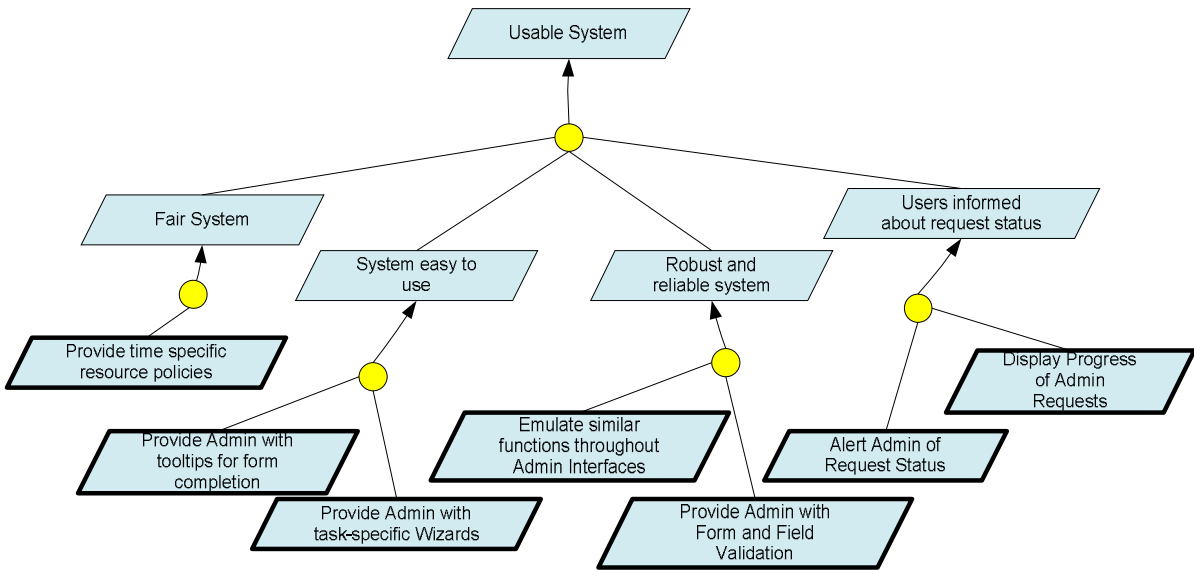 Usable System
Fair System
Users informed
about request status
System easy to
use
Robust and
reliable system
Provide time specific
resource policies
Display Progress
of Admin
Requests
Provide Admin with
tooltips for form
completion
Emulate similar
functions throughout
Admin Interfaces
Alert Admin of
Request Status
Provide Admin with
task-specific Wizards
Provide Admin with
Form and Field
Validation